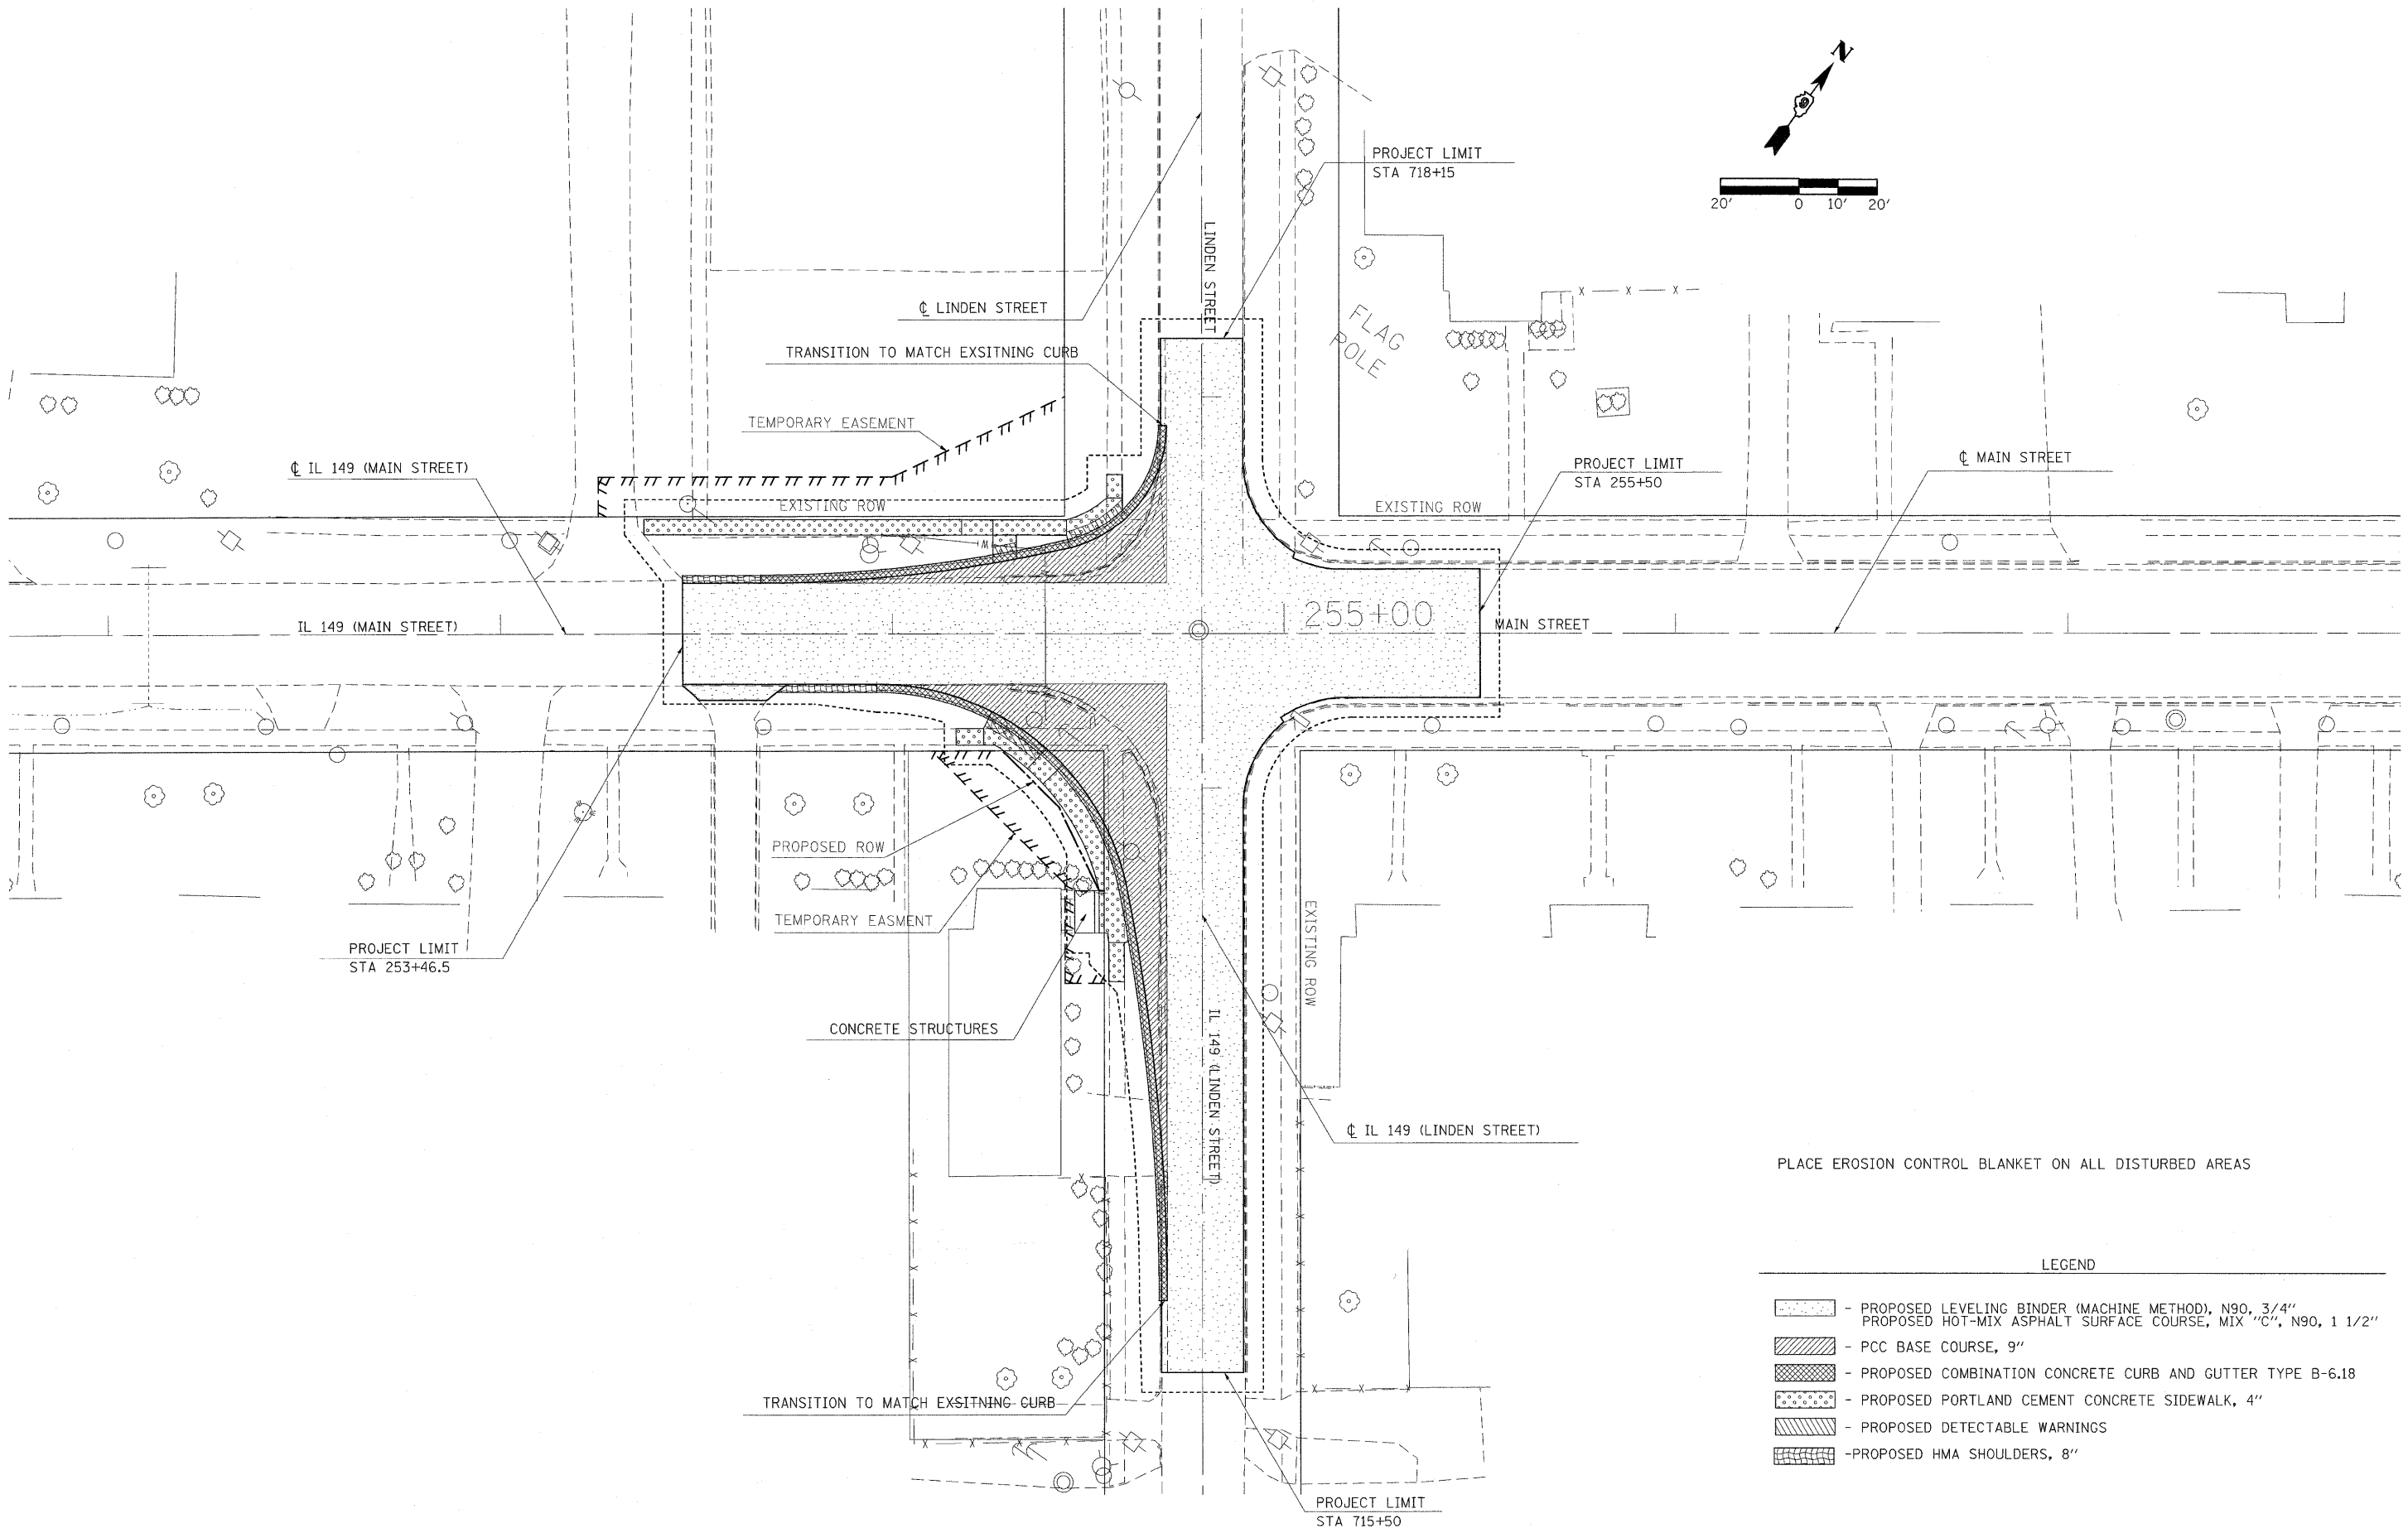 N
PROJECT LIMIT
STA 718+15
20' 0 10' 20'
LINDEN STREET
℄ LINDEN STREET
FLAG
POLE
TRANSITION TO MATCH EXSITNING CURB
TEMPORARY EASEMENT
℄ IL 149 (MAIN STREET)
PROJECT LIMIT
STA 255+50
℄ MAIN STREET
EXISTING ROW
EXISTING ROW
IL 149 (MAIN STREET)
255+00
MAIN STREET
PROPOSED ROW
TEMPORARY EASMENT
PROJECT LIMIT
STA 253+46.5
EXISTING ROW
CONCRETE STRUCTURES
IL 149 (LINDEN STREET)
℄ IL 149 (LINDEN STREET)
PLACE EROSION CONTROL BLANKET ON ALL DISTURBED AREAS
LEGEND
- PROPOSED LEVELING BINDER (MACHINE METHOD), N90, 3/4"
PROPOSED HOT-MIX ASPHALT SURFACE COURSE, MIX "C", N90, 1 1/2"
- PCC BASE COURSE, 9"
- PROPOSED COMBINATION CONCRETE CURB AND GUTTER TYPE B-6.18
- PROPOSED PORTLAND CEMENT CONCRETE SIDEWALK, 4"
- PROPOSED DETECTABLE WARNINGS
-PROPOSED HMA SHOULDERS, 8"
TRANSITION TO MATCH EXSITNING CURB
PROJECT LIMIT
STA 715+50